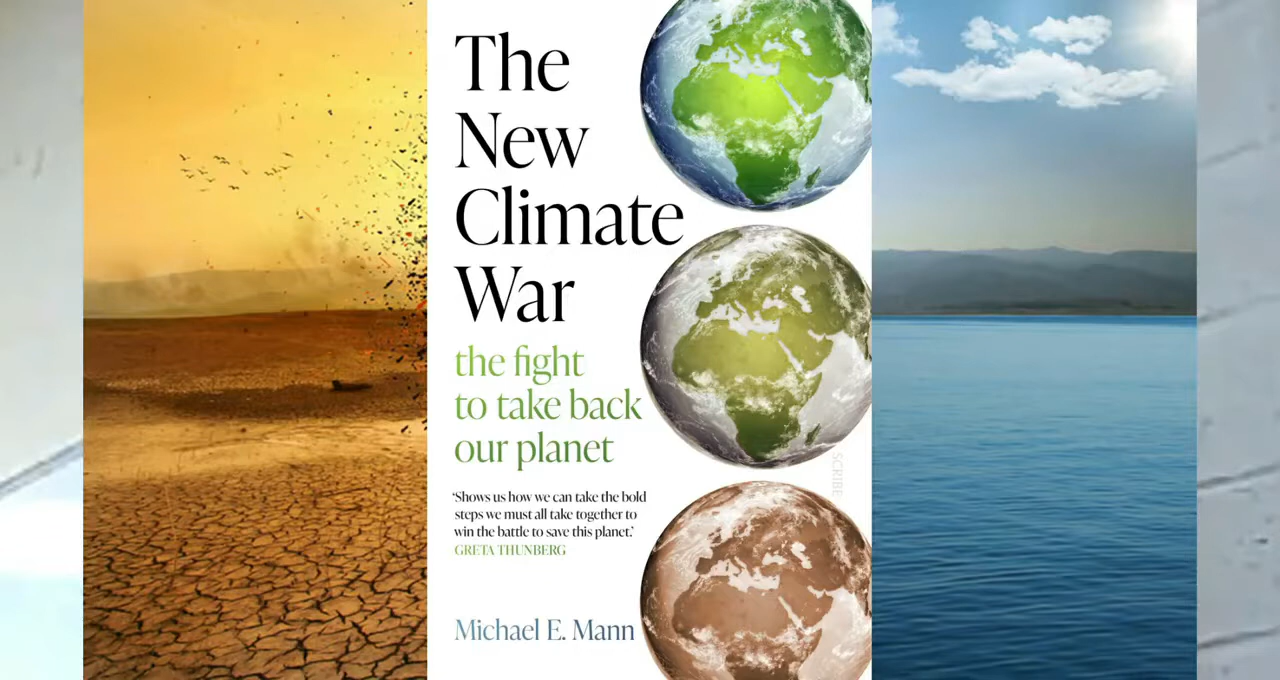 The
New
Climate
War
the fight
to take back
our planet
‘Shows us how we can take the bold
steps we must all take together to
win the battle to save this planet.’
GRETA THUNBERG
Michael E. Mann
SCRIBE